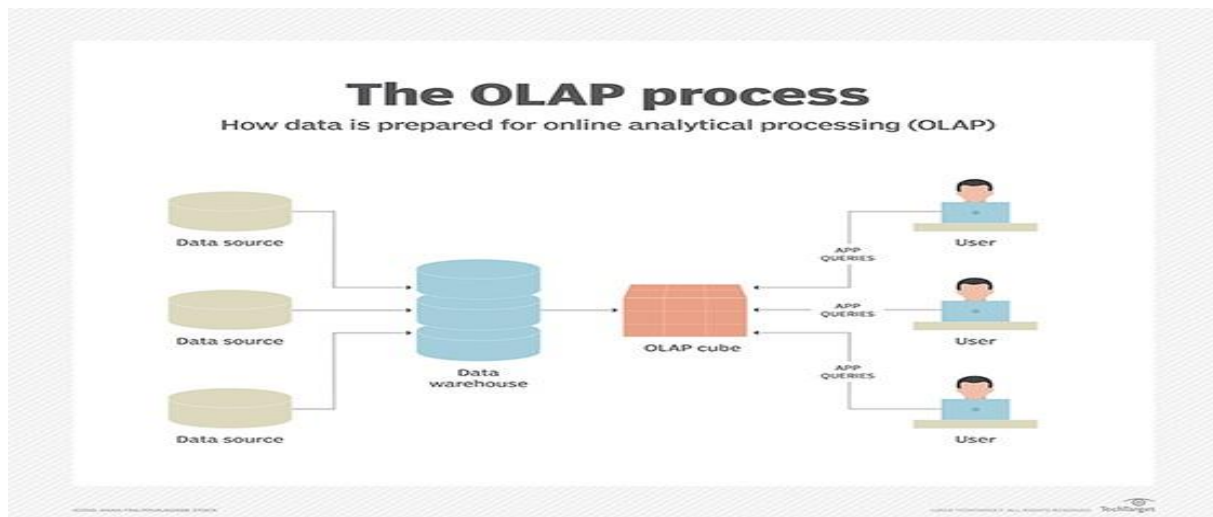 The OLAP process
How data is prepared for online analytical processing (OLAP)
Data source
Data source
Data source
Data
warehouse
OLAP cube
APP
QUERIES
APP
QUERIES
APP
QUERIES
User
User
User
TechTarget